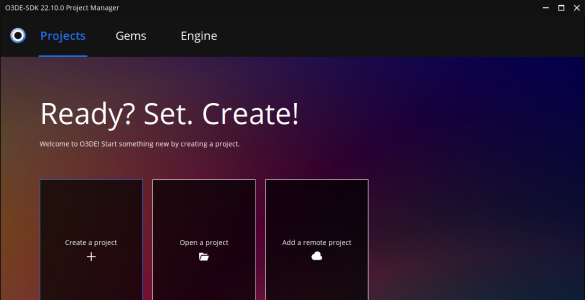 O3DE-SDK 22.10.0 Project Manager
Projects Gems Engine
Ready? Set. Create!
Welcome to O3DE! Start something new by creating a project.
Create a project Open a project Add a remote project